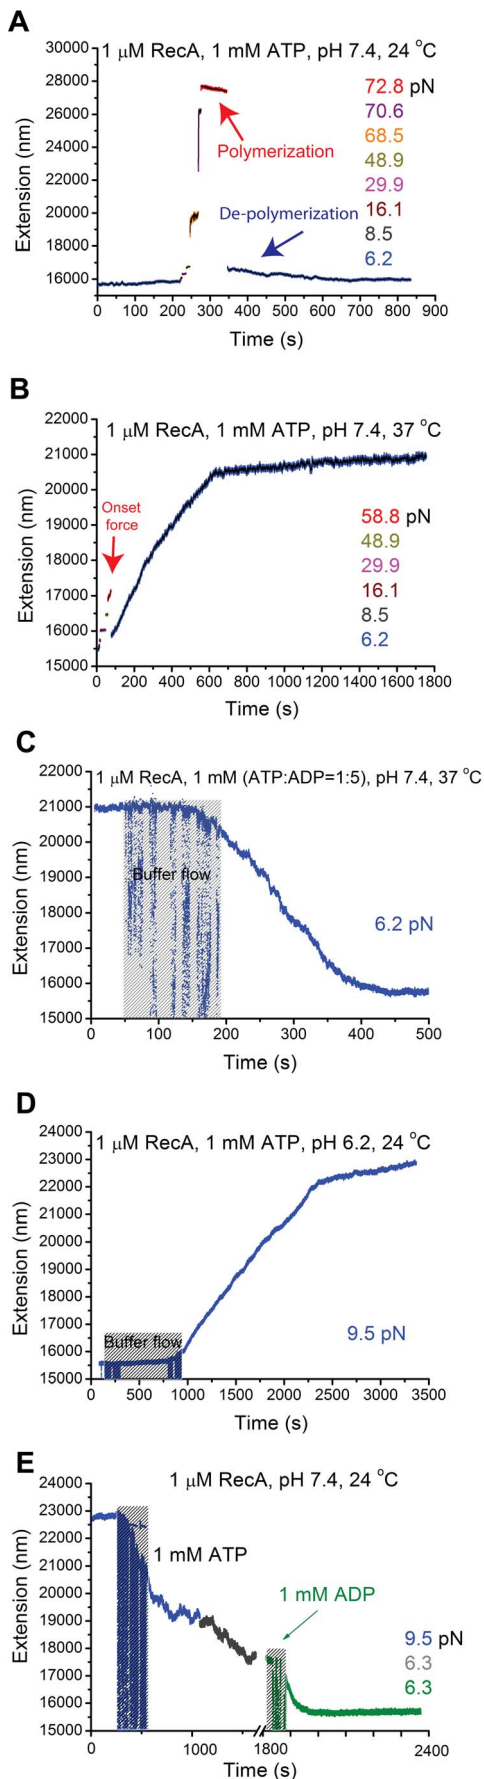 A
1 μM RecA, 1 mM ATP, pH 7.4, 24 °C
30000
28000
26000
24000
22000
20000
18000
16000
Extension (nm)
72.8 pN
70.6
68.5
48.9
29.9
16.1
8.5
6.2
Polymerization
De-polymerization
0 100 200 300 400 500 600 700 800 900
Time (s)
B
1 μM RecA, 1 mM ATP, pH 7.4, 37 °C
22000
21000
20000
19000
18000
17000
16000
15000
Extension (nm)
Onset
force
58.8 pN
48.9
29.9
16.1
8.5
6.2
0 200 400 600 800 1000 1200 1400 1600 1800
Time (s)
C
1 μM RecA, 1 mM (ATP:ADP=1:5), pH 7.4, 37 °C
22000
21000
20000
19000
18000
17000
16000
15000
Extension (nm)
Buffer flow
6.2 pN
0 100 200 300 400 500
Time (s)
D
1 μM RecA, 1 mM ATP, pH 6.2, 24 °C
24000
23000
22000
21000
20000
19000
18000
17000
16000
15000
Extension (nm)
Buffer flow
9.5 pN
0 500 1000 1500 2000 2500 3000 3500
Time (s)
E
1 μM RecA, pH 7.4, 24 °C
24000
23000
22000
21000
20000
19000
18000
17000
16000
15000
Extension (nm)
1 mM ATP
1 mM ADP
9.5 pN
6.3
6.3
0 1000 1800 2400
Time (s)